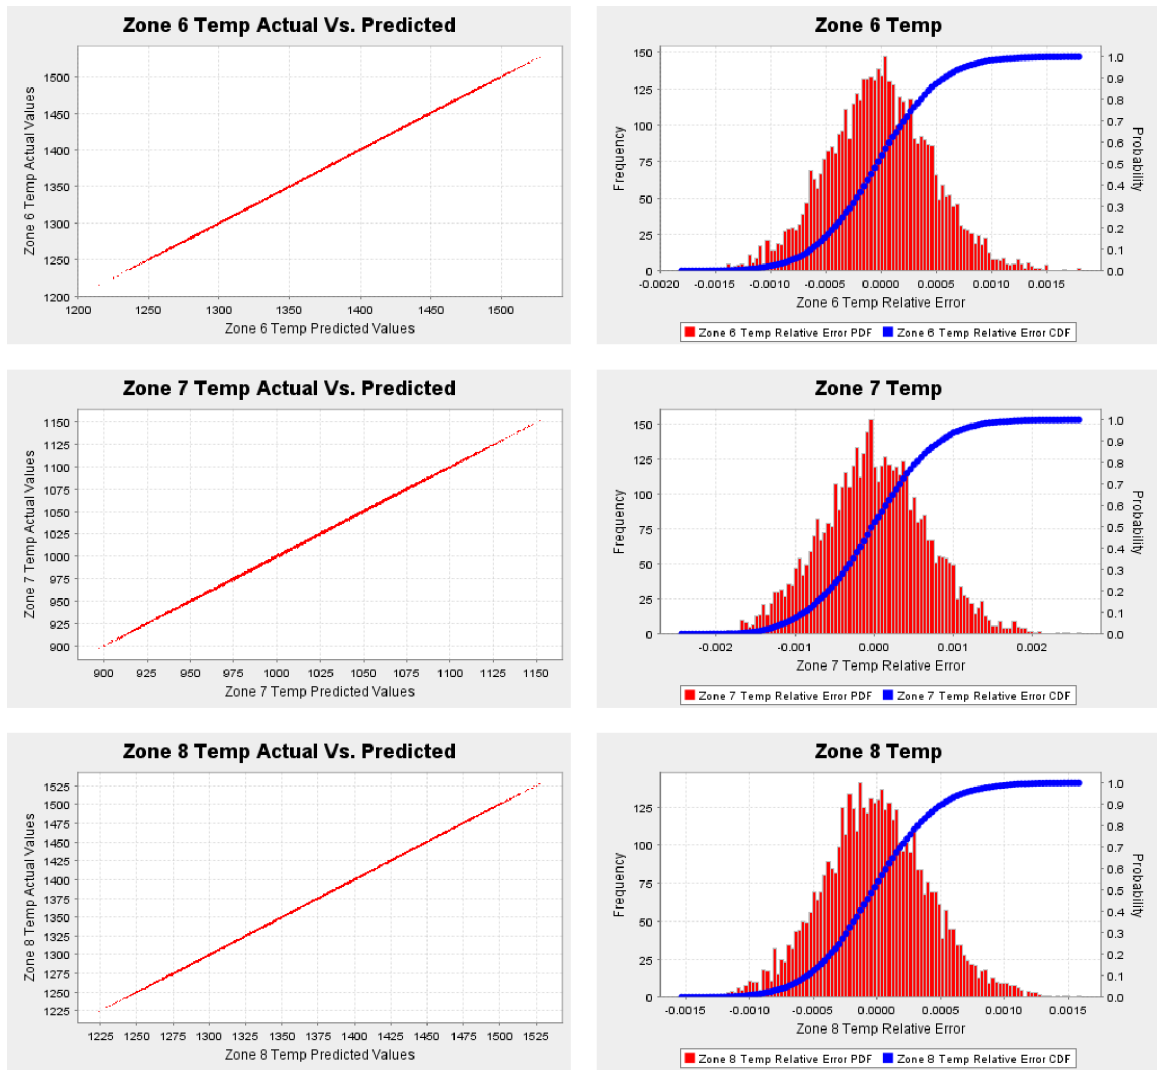 Zone 6 Temp Actual Vs. Predicted
Zone 6 Temp Actual Values
1500
1450
1400
1350
1300
1250
1200
1200 1250 1300 1350 1400 1450 1500
Zone 6 Temp Predicted Values
Zone 6 Temp
Frequency
150
125
100
75
50
25
0
1.0
0.9
0.8
0.7
0.6
0.5
0.4
0.3
0.2
0.1
0.0
Probability
-0.0020 -0.0015 -0.0010 -0.0005 0.0000 0.0005 0.0010 0.0015
Zone 6 Temp Relative Error
Zone 6 Temp Relative Error PDF Zone 6 Temp Relative Error CDF
Zone 7 Temp Actual Vs. Predicted
Zone 7 Temp Actual Values
1150
1125
1100
1075
1050
1025
1000
975
950
925
900
900 925 950 975 1000 1025 1050 1075 1100 1125 1150
Zone 7 Temp Predicted Values
Zone 7 Temp
Frequency
150
125
100
75
50
25
0
1.0
0.9
0.8
0.7
0.6
0.5
0.4
0.3
0.2
0.1
0.0
Probability
-0.002 -0.001 0.000 0.001 0.002
Zone 7 Temp Relative Error
Zone 7 Temp Relative Error PDF Zone 7 Temp Relative Error CDF
Zone 8 Temp Actual Vs. Predicted
Zone 8 Temp Actual Values
1525
1500
1475
1450
1425
1400
1375
1350
1325
1300
1275
1250
1225
1225 1250 1275 1300 1325 1350 1375 1400 1425 1450 1475 1500 1525
Zone 8 Temp Predicted Values
Zone 8 Temp
Frequency
125
100
75
50
25
0
1.0
0.9
0.8
0.7
0.6
0.5
0.4
0.3
0.2
0.1
0.0
Probability
-0.0015 -0.0010 -0.0005 0.0000 0.0005 0.0010 0.0015
Zone 8 Temp Relative Error
Zone 8 Temp Relative Error PDF Zone 8 Temp Relative Error CDF